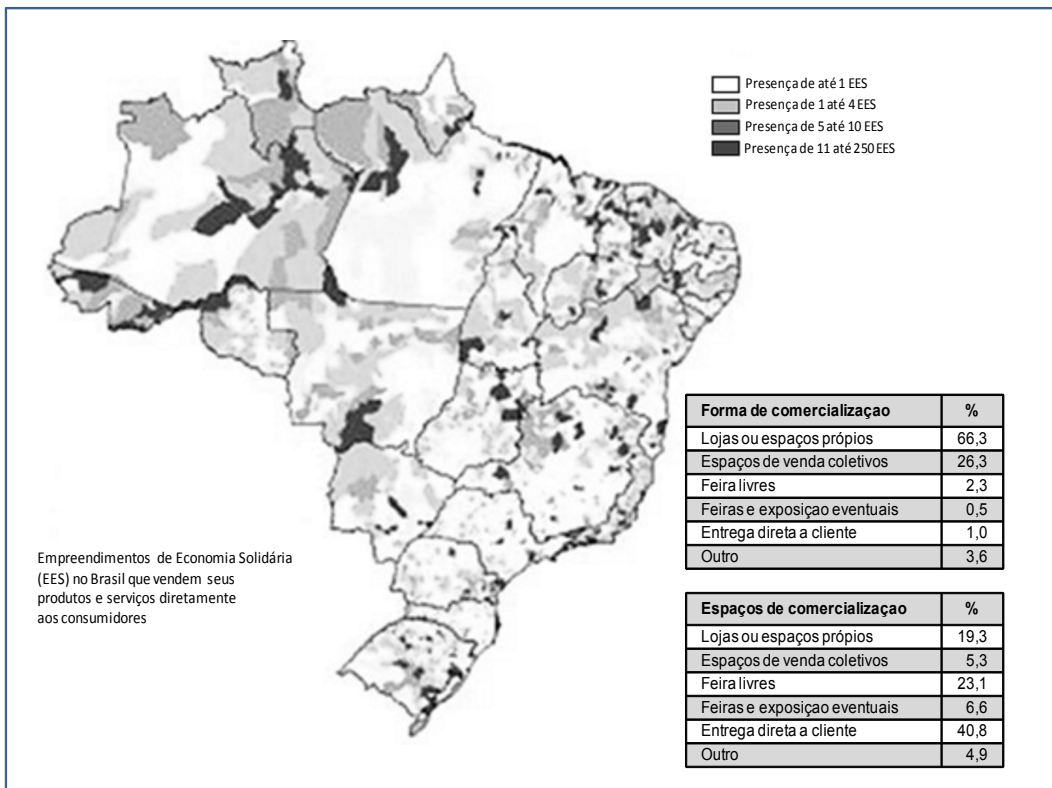 Presença de até 1 EES
Presença de 1 até 4 EES
Presença de 5 até 10 EES
Presença de 11 até 250 EES
Forma de comercializaçao %
Lojas ou espaços própios 66,3
Espaços de venda coletivos 26,3
Feira livres 2,3
Feiras e exposiçao eventuais 0,5
Entrega direta a cliente 1,0
Outro 3,6
Empreendimentos de Economia Solidária
(EES) no Brasil que vendem seus
produtos e serviços diretamente
aos consumidores
Espaços de comercializaçao %
Lojas ou espaços própios 19,3
Espaços de venda coletivos 5,3
Feira livres 23,1
Feiras e exposiçao eventuais 6,6
Entrega direta a cliente 40,8
Outro 4,9